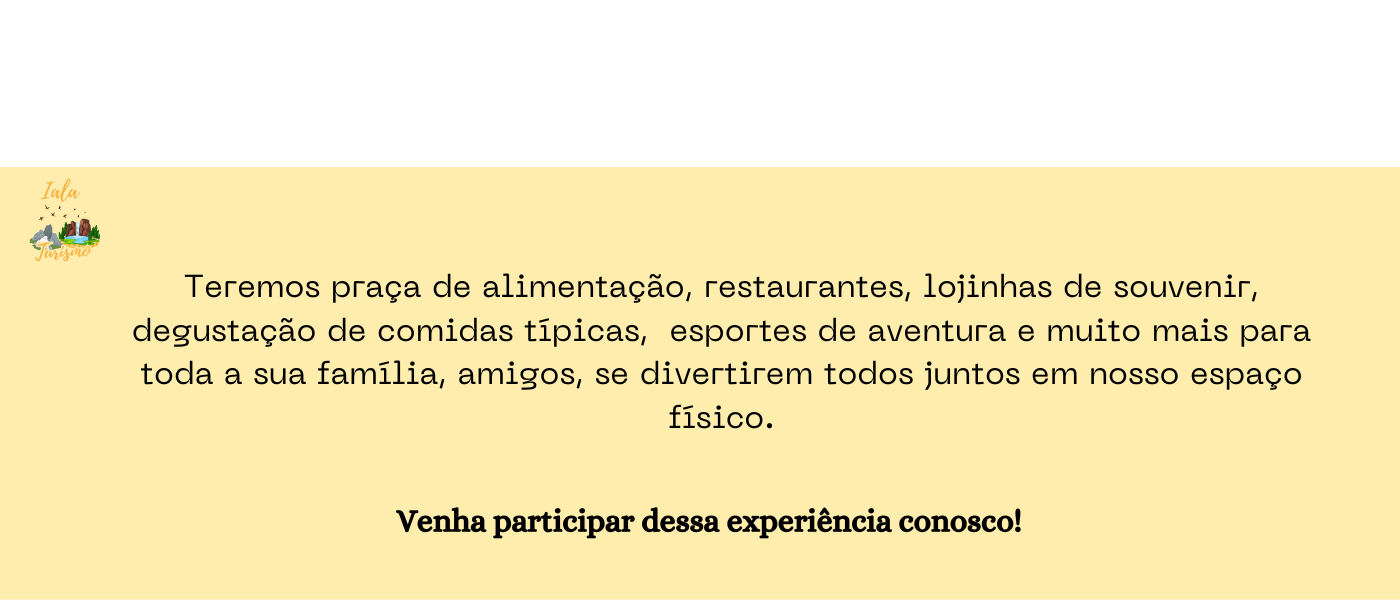 Iala
Turismo
Teremos praça de alimentação, restaurantes, lojinhas de souvenir,
degustação de comidas típicas,  esportes de aventura e muito mais para
toda a sua família, amigos, se divertirem todos juntos em nosso espaço
físico.
Venha participar dessa experiência conosco!